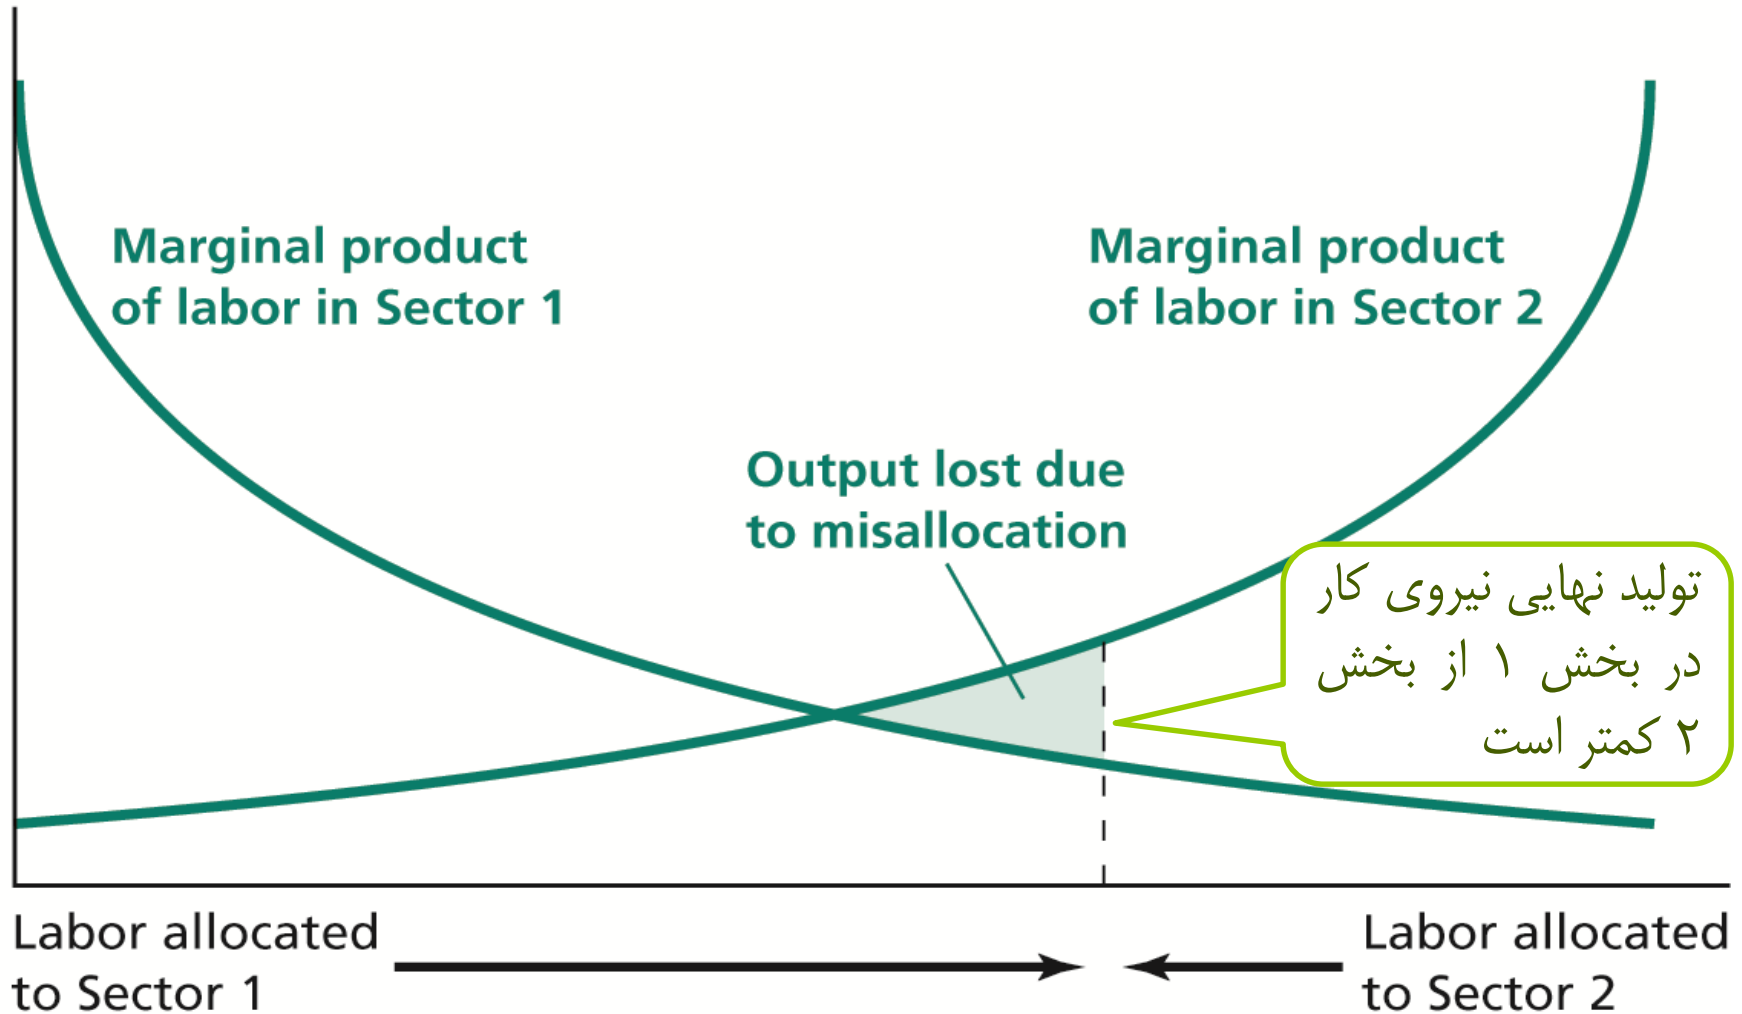 Marginal product
of labor in Sector 1
Marginal product
of labor in Sector 2
Output lost due
to misallocation
تولید نهایی نیروی کار
در بخش ۱ از بخش
۲ کمتر است
Labor allocated
to Sector 1
Labor allocated
to Sector 2